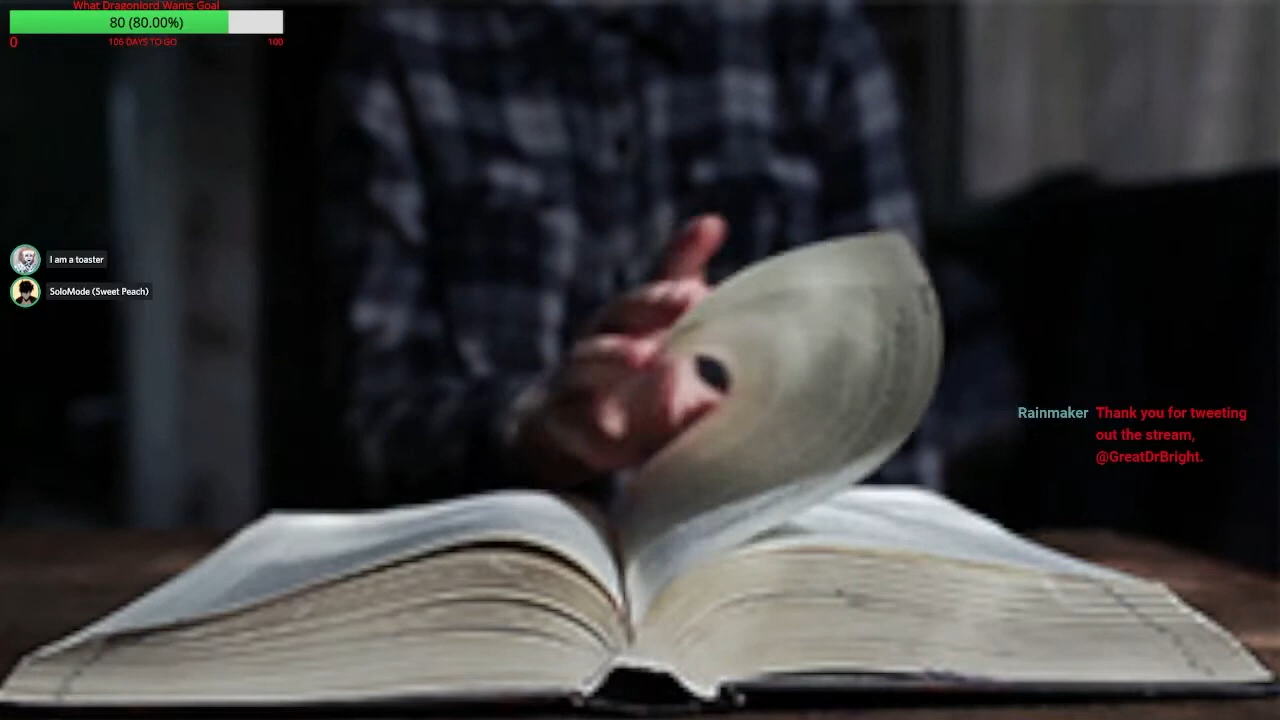 What Dragonlord Wants Goal
80 (80.00%)
0 106 DAYS TO GO 100
I am a toaster
SoloMode (Sweet Peach)
Rainmaker Thank you for tweeting
out the stream,
@GreatDrBright.